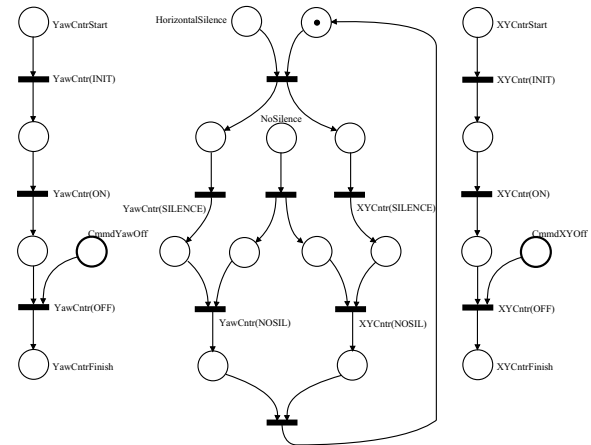 YawCntrStart
HorizontalSilence
XYCntrStart
YawCntr(INIT)
XYCntr(INIT)
NoSilence
YawCntr(ON)
YawCntr(SILENCE)
XYCntr(SILENCE)
XYCntr(ON)
CmmdYawOff
CmmdXYOff
YawCntr(OFF)
YawCntr(NOSIL)
XYCntr(NOSIL)
XYCntr(OFF)
YawCntrFinish
XYCntrFinish